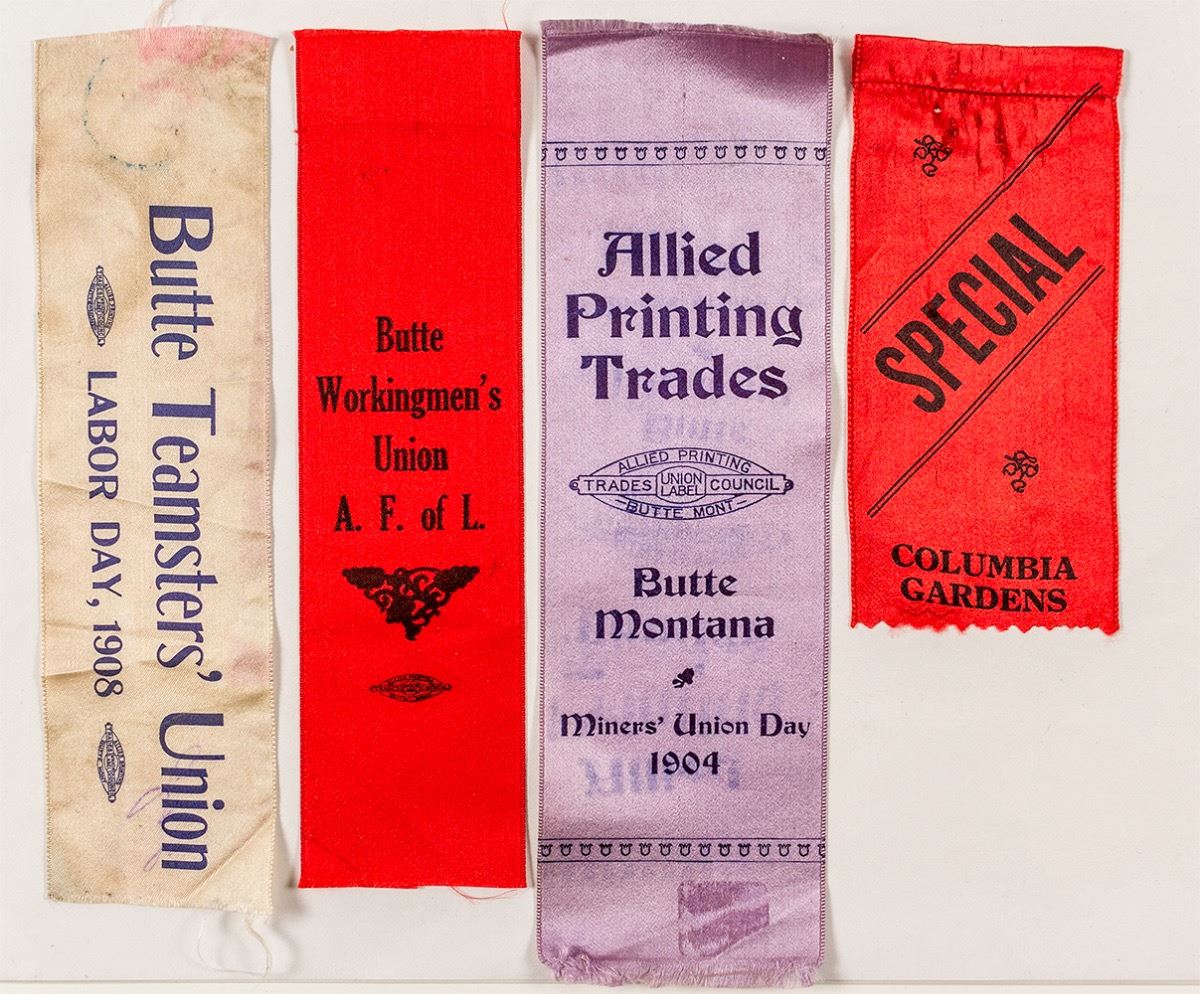 Butte Teamsters' Union
LABOR DAY, 1908
Butte
Workingmen's
Union
A. F. of L.
Allied
Printing
Trades
ALLIED PRINTING
TRADES UNION LABEL COUNCIL
BUTTE MONT
Butte
Montana
Miners' Union Day
1904
SPECIAL
COLUMBIA
GARDENS